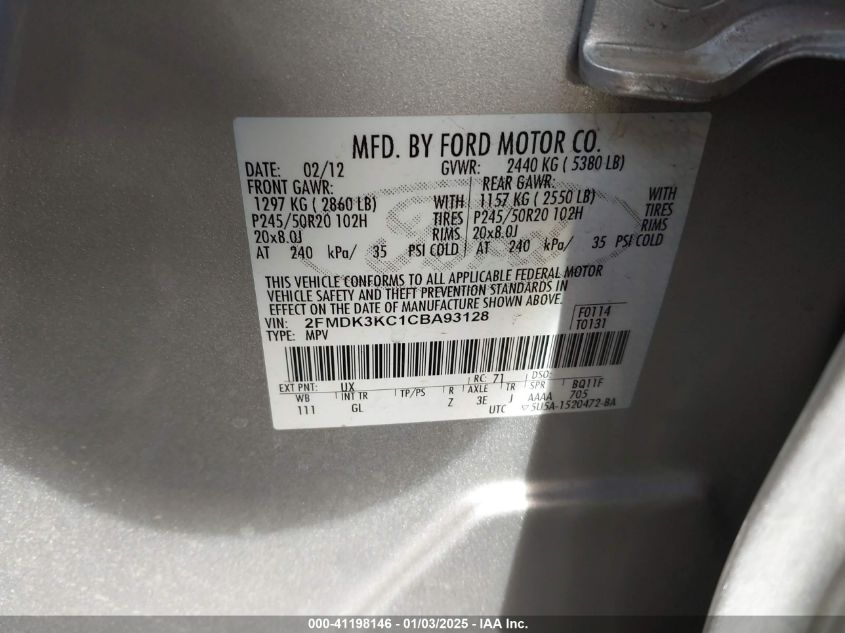 MFD. BY FORD MOTOR CO.
DATE: 02/12 GVWR: 2440 KG ( 5380 LB)
FRONT GAWR: REAR GAWR:
1297 KG ( 2860 LB) WITH 1157 KG ( 2550 LB) WITH
P245/50R20 102H TIRES P245/50R20 102H TIRES
20x8.0J RIMS 20x8.0J RIMS
AT 240 kPa/ 35 PSI COLD AT 240 kPa/ 35 PSI COLD
THIS VEHICLE CONFORMS TO ALL APPLICABLE FEDERAL MOTOR
VEHICLE SAFETY AND THEFT PREVENTION STANDARDS IN
EFFECT ON THE DATE OF MANUFACTURE SHOWN ABOVE.
VIN: 2FMDK3KC1CBA93128 F0114
TYPE: MPV T0131
EXT PNT: UX RC: 71 DSO:
WB INT TR TP/PS R AXLE TR SPR BQ11F
111 GL Z 3E J AAAA 705
UTC 5U5A-1520472-BA
000-41198146 - 01/03/2025 - IAA Inc.